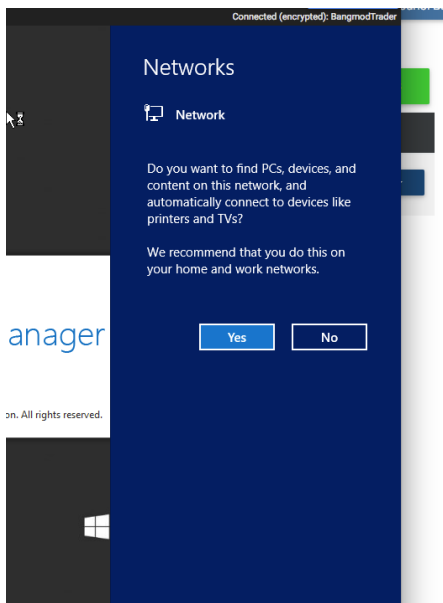 Connected (encrypted): BangmodTrader
Networks
Network
Do you want to find PCs, devices, and
content on this network, and
automatically connect to devices like
printers and TVs?
We recommend that you do this on
your home and work networks.
Yes
No
anager
on. All rights reserved.